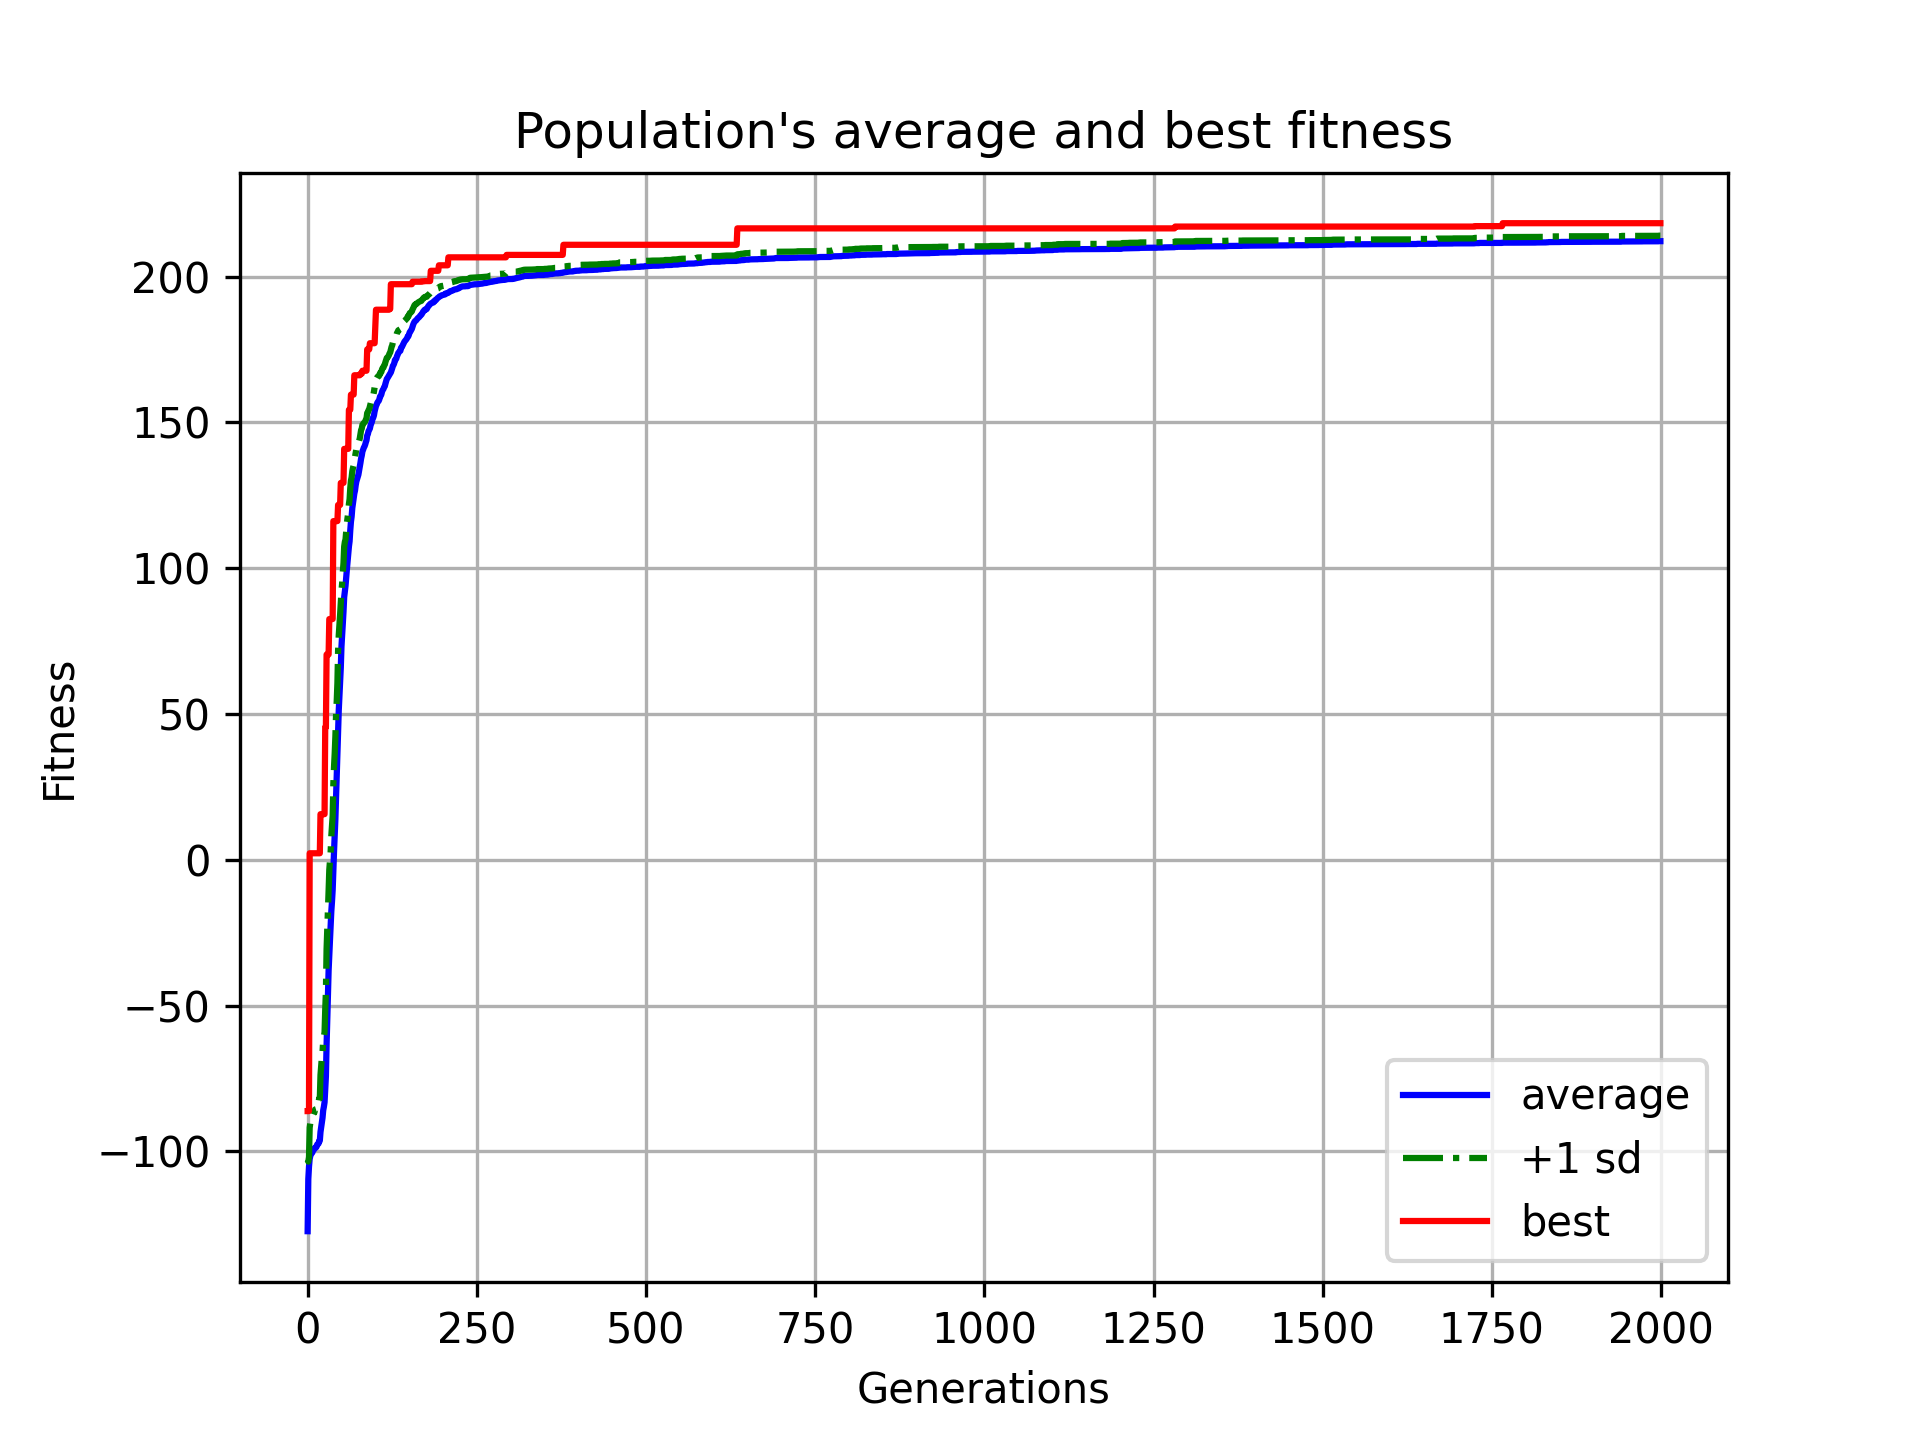 Population's average and best fitness
Fitness
200
150
100
50
0
−50
−100
average
+1 sd
best
0 250 500 750 1000 1250 1500 1750 2000
Generations